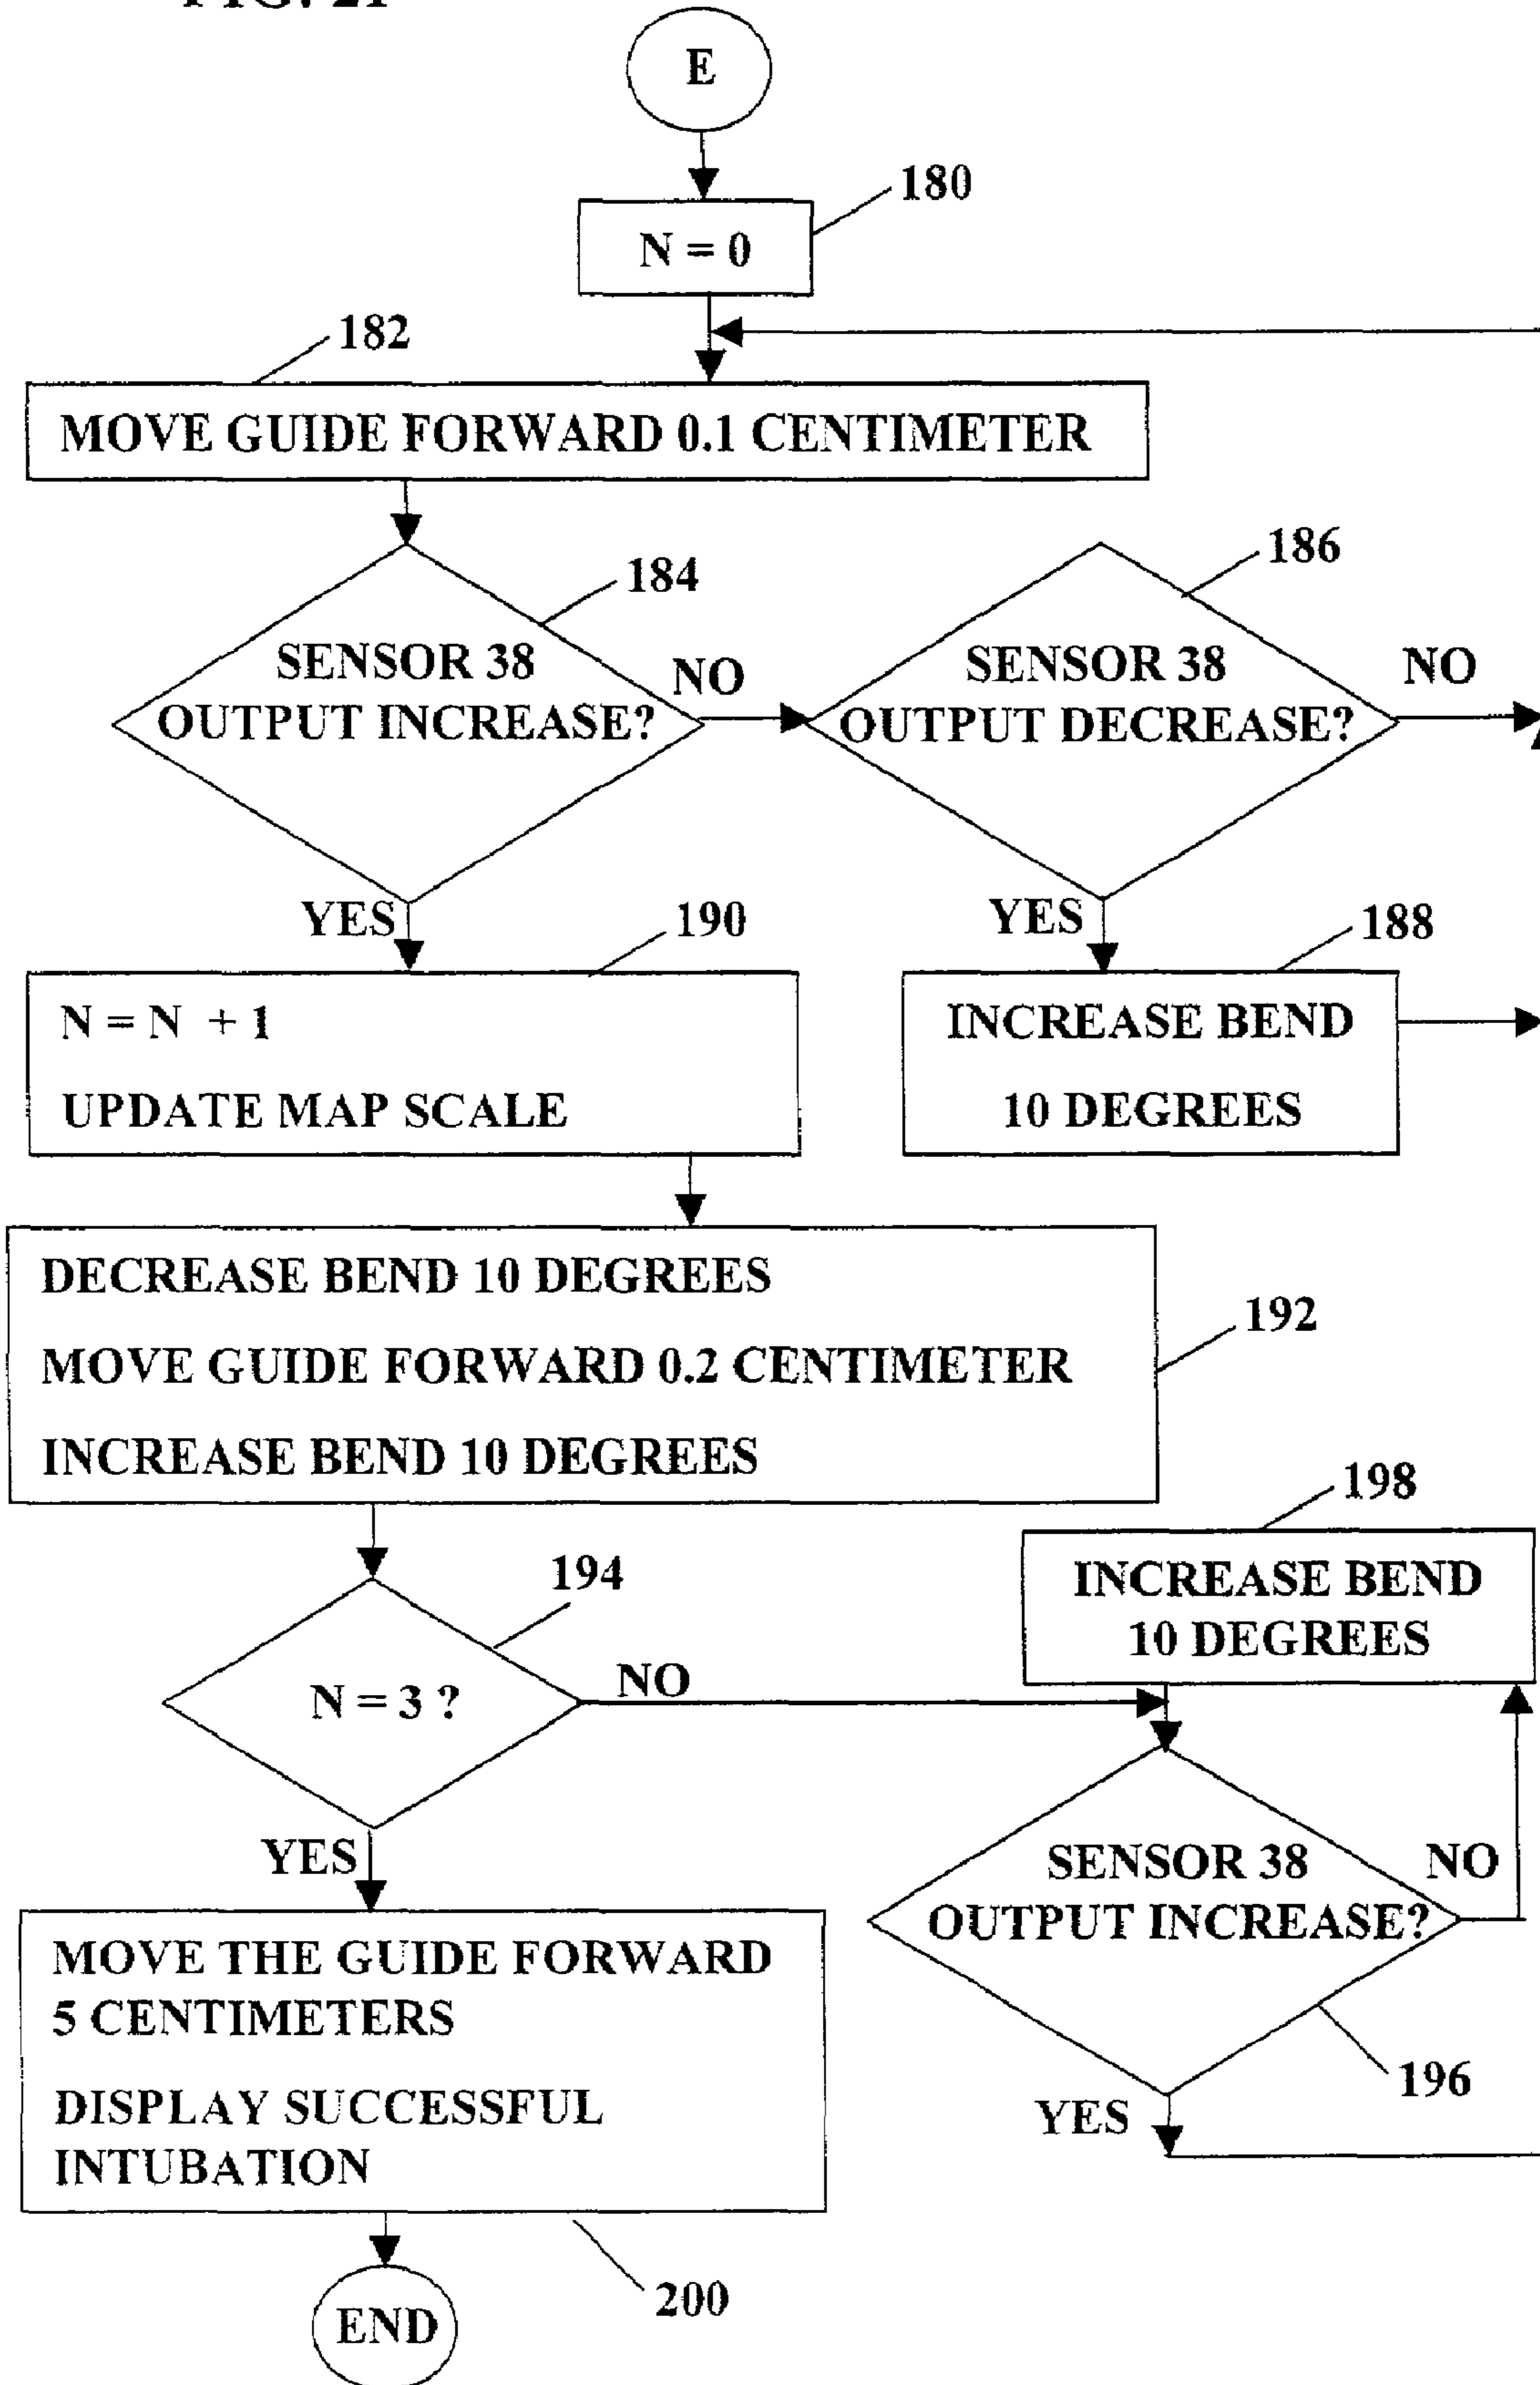 FIG. 21
E
180
N = 0
182
MOVE GUIDE FORWARD 0.1 CENTIMETER
184
186
SENSOR 38
OUTPUT INCREASE?
NO
SENSOR 38
OUTPUT DECREASE?
NO
YES
190
YES
188
N = N + 1
UPDATE MAP SCALE
INCREASE BEND
10 DEGREES
DECREASE BEND 10 DEGREES
MOVE GUIDE FORWARD 0.2 CENTIMETER
INCREASE BEND 10 DEGREES
192
198
INCREASE BEND
10 DEGREES
194
N = 3 ?
NO
YES
SENSOR 38
OUTPUT INCREASE?
NO
196
YES
MOVE THE GUIDE FORWARD
5 CENTIMETERS
DISPLAY SUCCESSFUL
INTUBATION
200
END